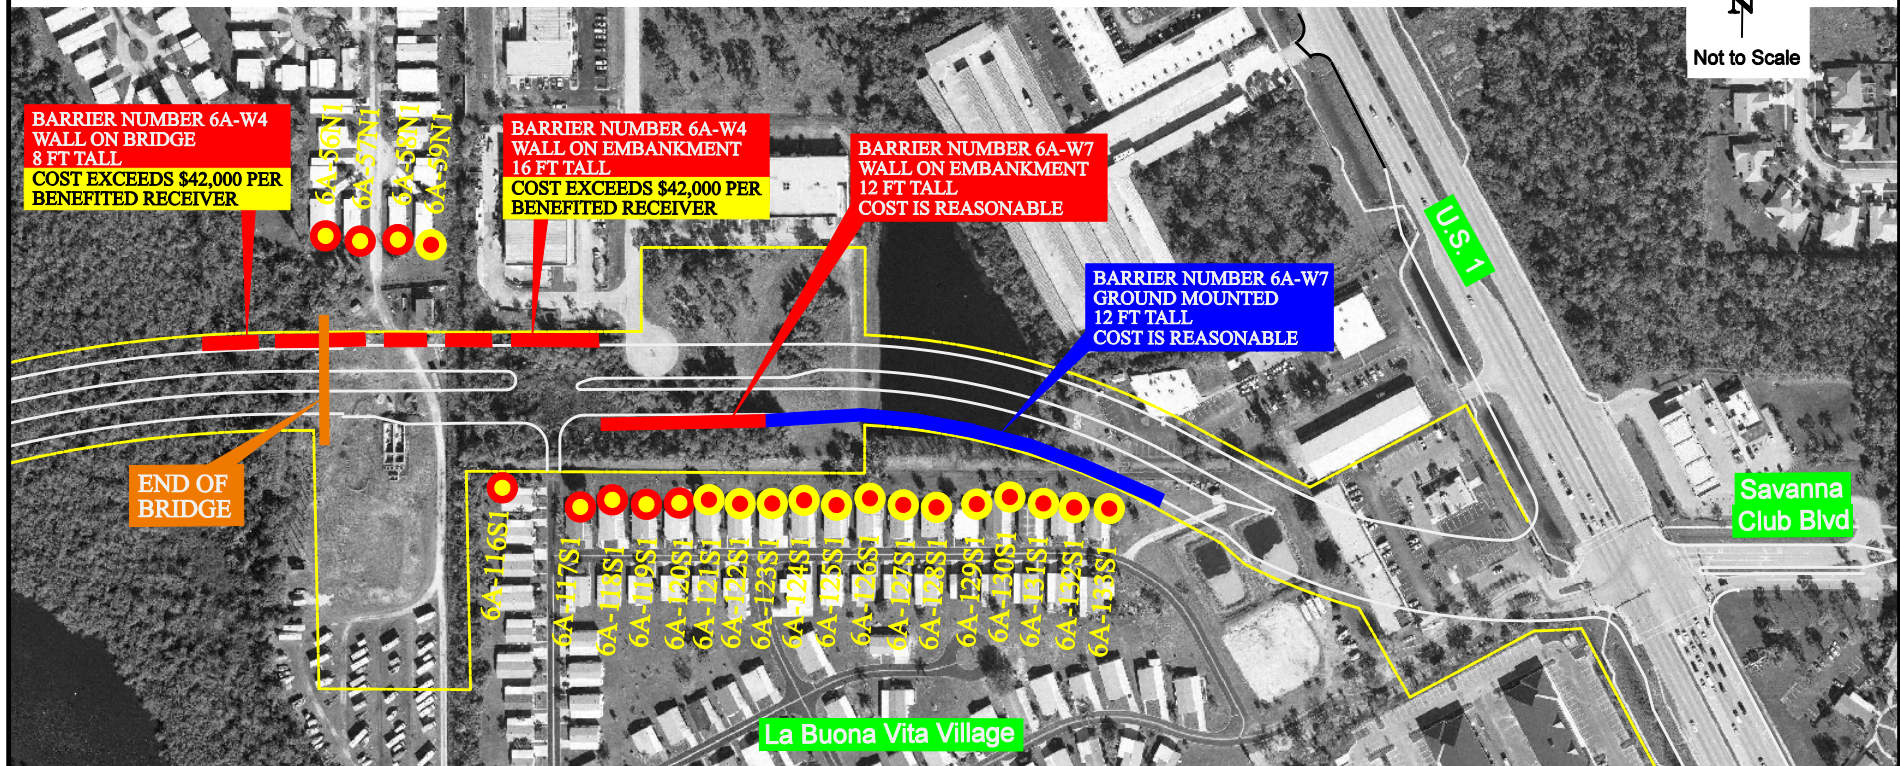 N
Not to Scale
BARRIER NUMBER 6A-W4
WALL ON BRIDGE
8 FT TALL
COST EXCEEDS $42,000 PER
BENEFITED RECEIVER
6A-56N1
6A-57N1
6A-58N1
6A-59N1
BARRIER NUMBER 6A-W4
WALL ON EMBANKMENT
16 FT TALL
COST EXCEEDS $42,000 PER
BENEFITED RECEIVER
BARRIER NUMBER 6A-W7
WALL ON EMBANKMENT
12 FT TALL
COST IS REASONABLE
U.S. 1
BARRIER NUMBER 6A-W7
GROUND MOUNTED
12 FT TALL
COST IS REASONABLE
END OF
BRIDGE
Savanna
Club Blvd
6A-116S1
6A-117S1
6A-118S1
6A-119S1
6A-120S1
6A-121S1
6A-122S1
6A-123S1
6A-124S1
6A-125S1
6A-126S1
6A-127S1
6A-128S1
6A-129S1
6A-130S1
6A-131S1
6A-132S1
6A-133S1
La Buona Vita Village